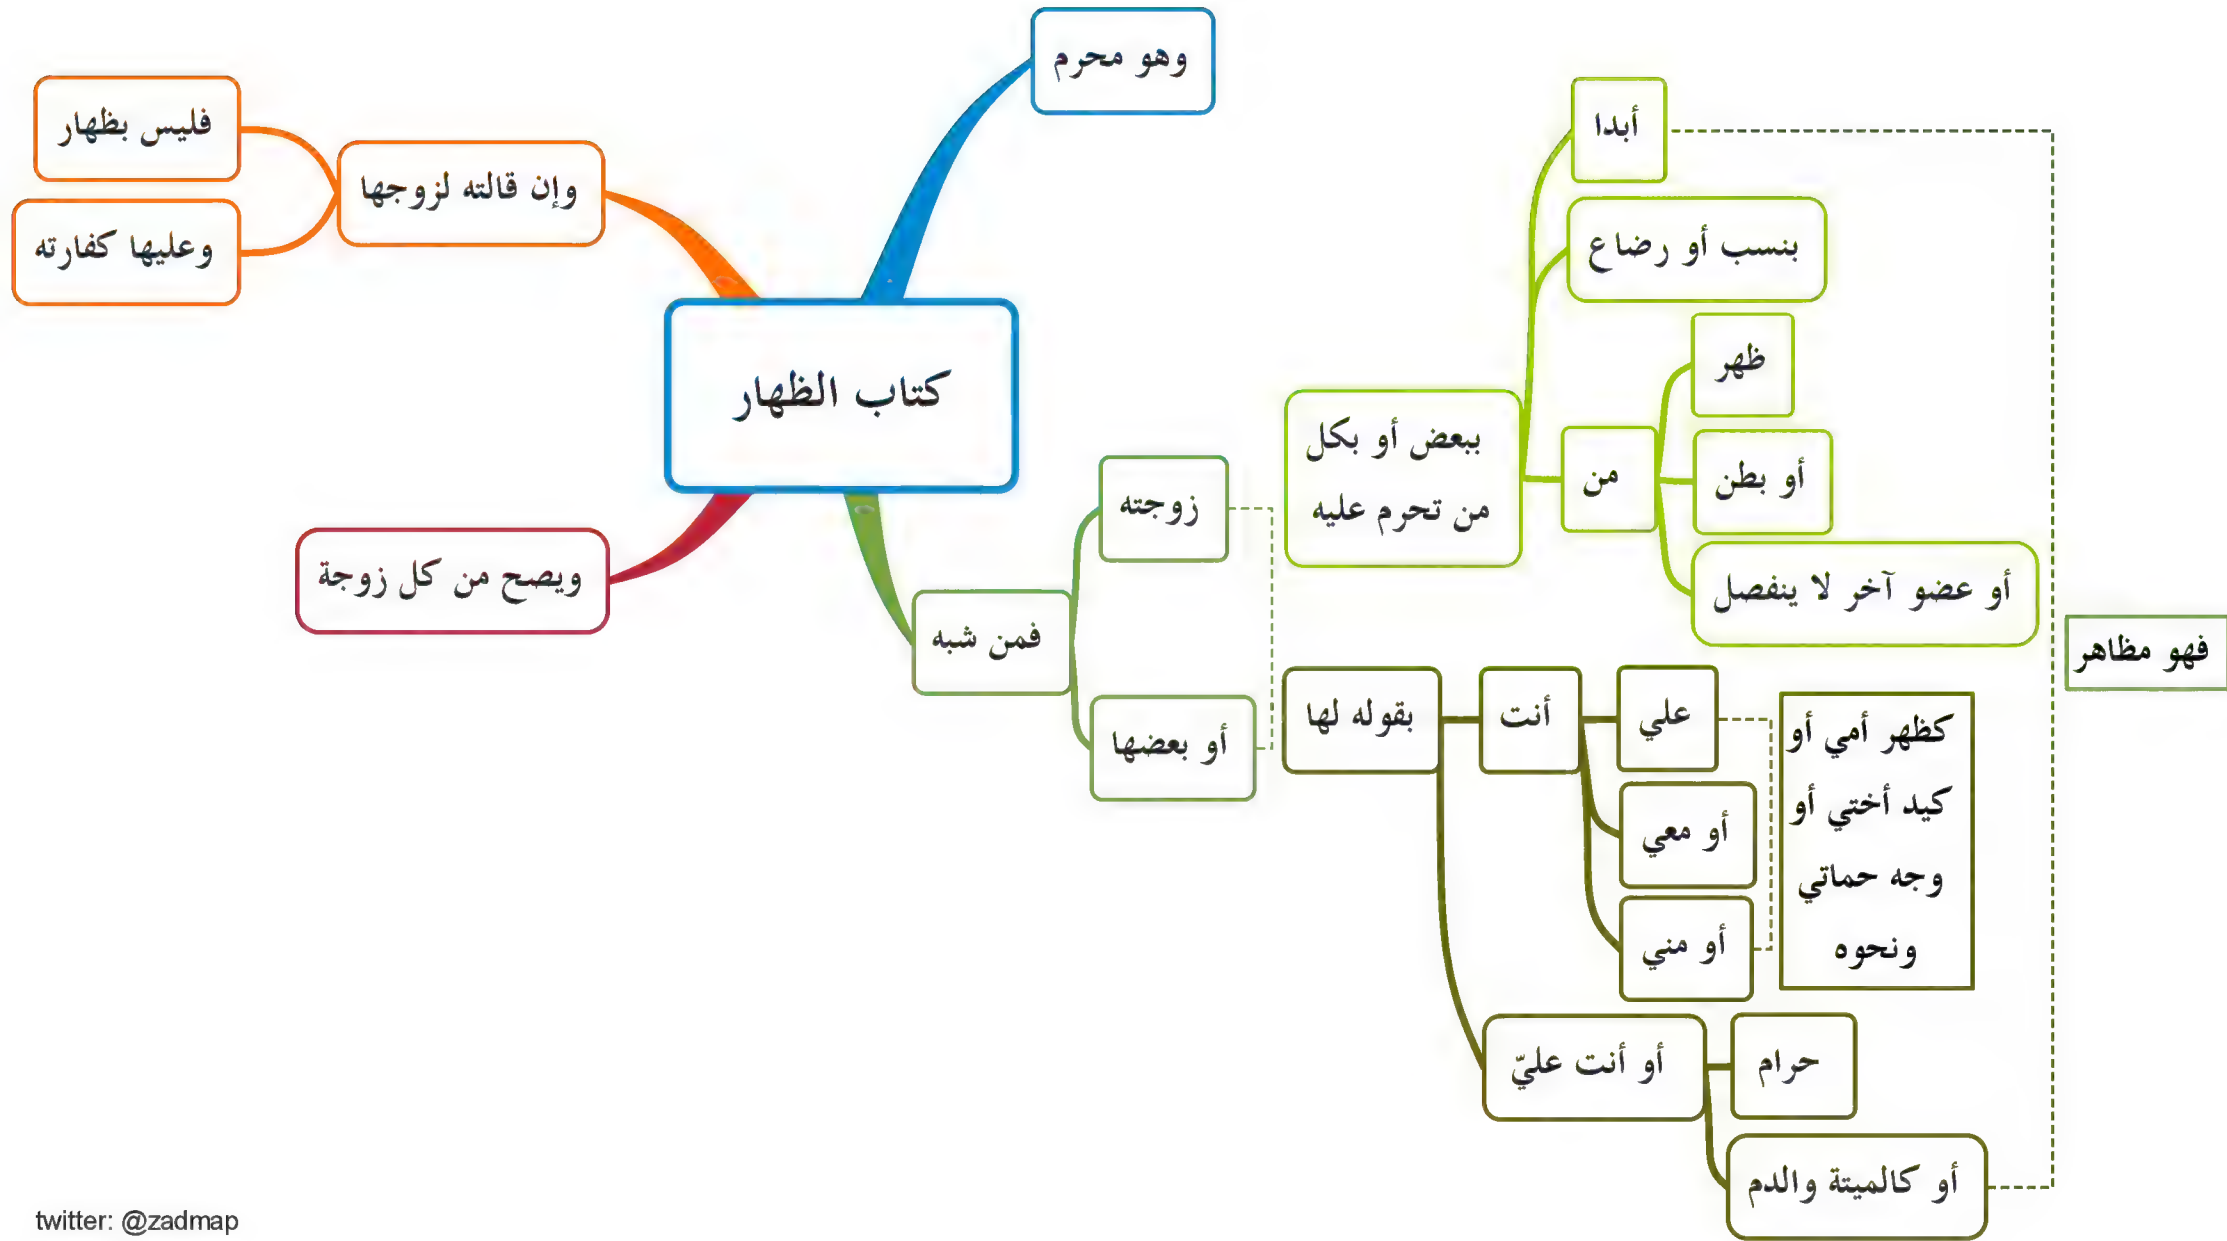 كتاب الظهار
وهو محرم
فمن شبه
زوجته
أو بعضها
ببعض أو بكل
من تحرم عليه
أبدا
بنسب أو رضاع
من
ظهر
أو بطن
أو عضو آخر لا ينفصل
بقوله لها
أنت
علي
أو معي
أو مني
كظهر أمي أو
كيد أختي أو
وجه حماتي
ونحوه
أو أنت عليّ
حرام
أو كالميتة والدم
فهو مظاهر
وإن قالته لزوجها
فليس بظهار
وعليها كفارته
ويصح من كل زوجة
twitter: @zadmap